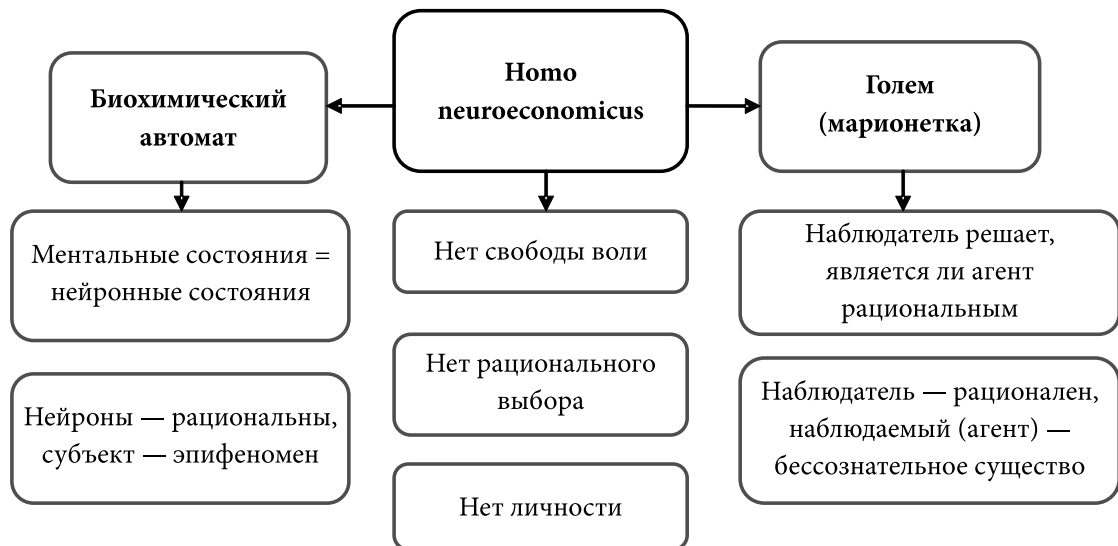 Биохимический
автомат
Ментальные состояния =
нейронные состояния
Нейроны — рациональны,
субъект — эпифеномен
Homo
neuroeconomicus
Нет свободы воли
Нет рационального
выбора
Нет личности
Голем
(марионетка)
Наблюдатель решает,
является ли агент
рациональным
Наблюдатель — рационален,
наблюдаемый (агент) —
бессознательное существо